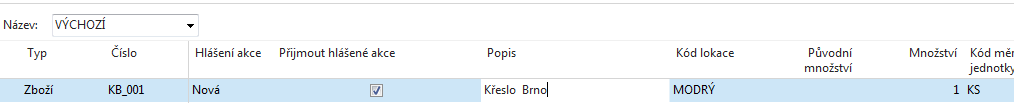 Název: VÝCHOZÍ
Typ Číslo Hlášení akce Přijmout hlášené akce Popis Kód lokace Původní množství Množství Kód mě jednotky
Zboží KB_001 Nová Křeslo Brno MODRÝ 1 KS